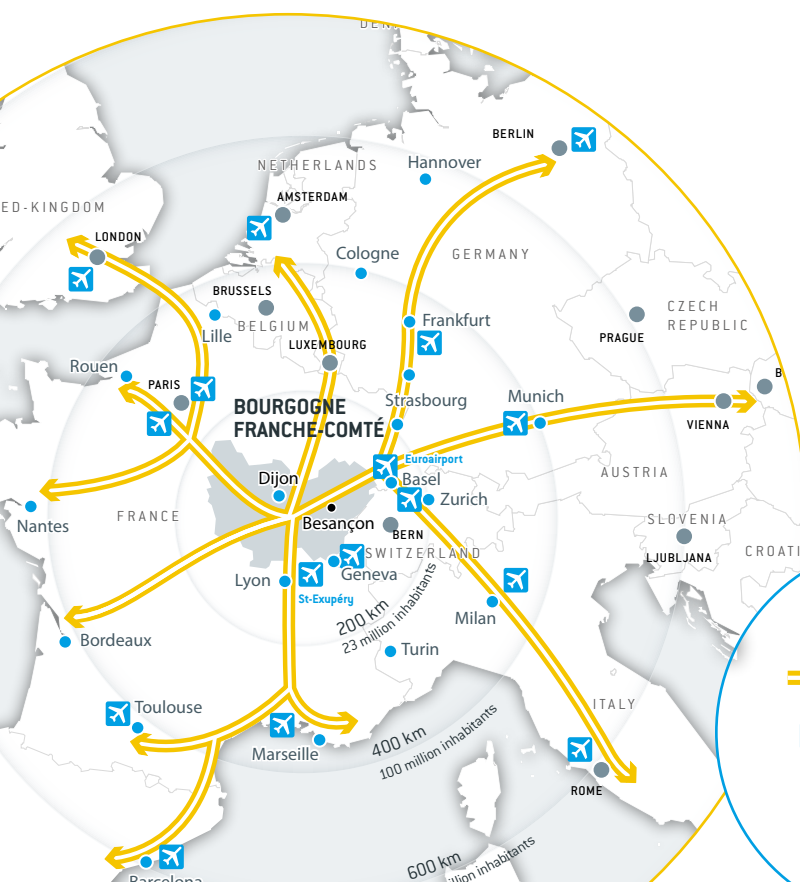 BERLIN
Hannover
NETHERLANDS
AMSTERDAM
ED-KINGDOM
LONDON
Cologne
GERMANY
BRUSSELS
BELGIUM
Lille
Frankfurt
CZECH
REPUBLIC
PRAGUE
LUXEMBOURG
Rouen
PARIS
B
Strasbourg
Munich
BOURGOGNE
FRANCHE-COMTÉ
VIENNA
Euroairport
Basel
Dijon
Zurich
AUSTRIA
FRANCE
Besançon
Nantes
BERN
SWITZERLAND
SLOVENIA
LJUBLJANA
CROATI
Geneva
Lyon
St-Exupéry
200 km
23 million inhabitants
Milan
Bordeaux
Turin
ITALY
Toulouse
Marseille
400 km
100 million inhabitants
ROME
600 km
inhabitants
Barcelona